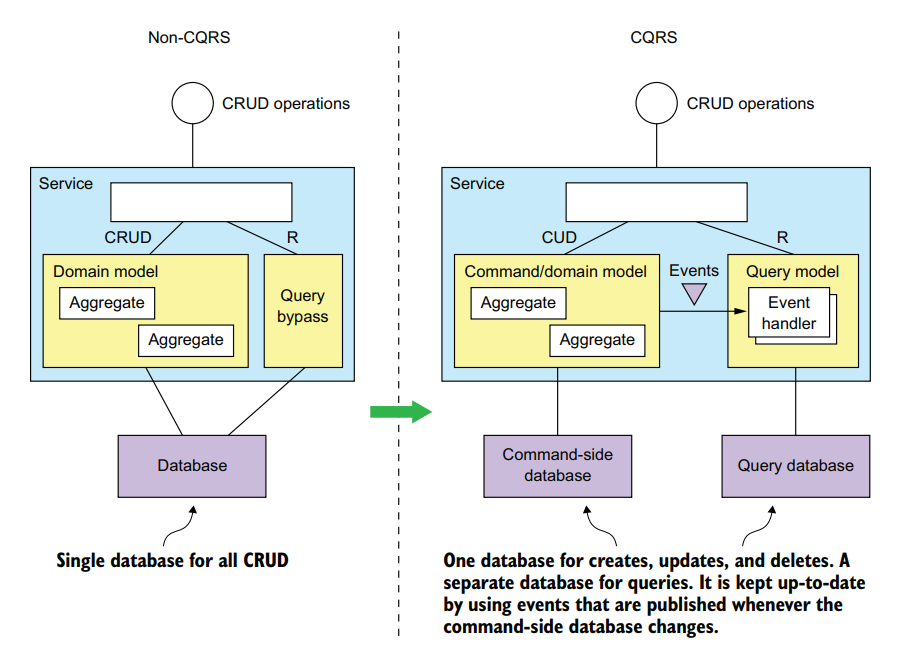 Non-CQRS
CRUD operations
Service
CRUD
R
Domain model
Aggregate
Aggregate
Query
bypass
Database
Single database for all CRUD
CQRS
CRUD operations
Service
CUD
R
Command/domain model
Aggregate
Aggregate
Events
Query model
Event
handler
Command-side
database
Query database
One database for creates, updates, and deletes. A
separate database for queries. It is kept up-to-date
by using events that are published whenever the
command-side database changes.